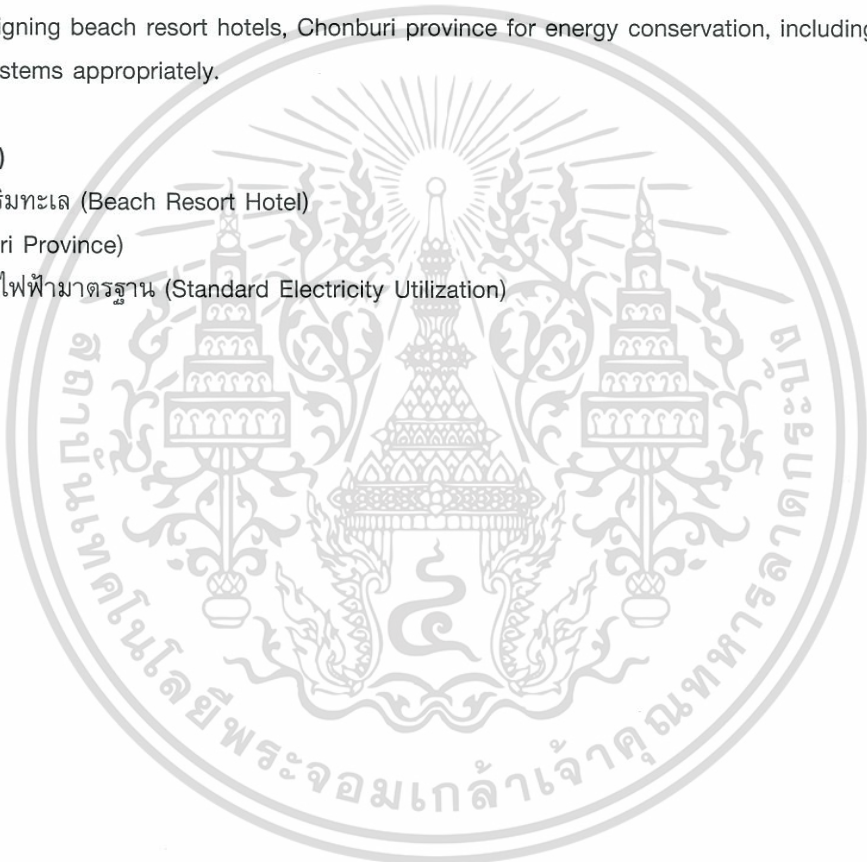 igning beach resort hotels, Chonburi province for energy conservation, including
stems appropriately.
)
ริมทะเล (Beach Resort Hotel)
ri Province)
ไฟฟ้ามาตรฐาน (Standard Electricity Utilization)
สถาบันเทคโนโลยีพระจอมเกล้าเจ้าคุณทหารลาดกระบัง